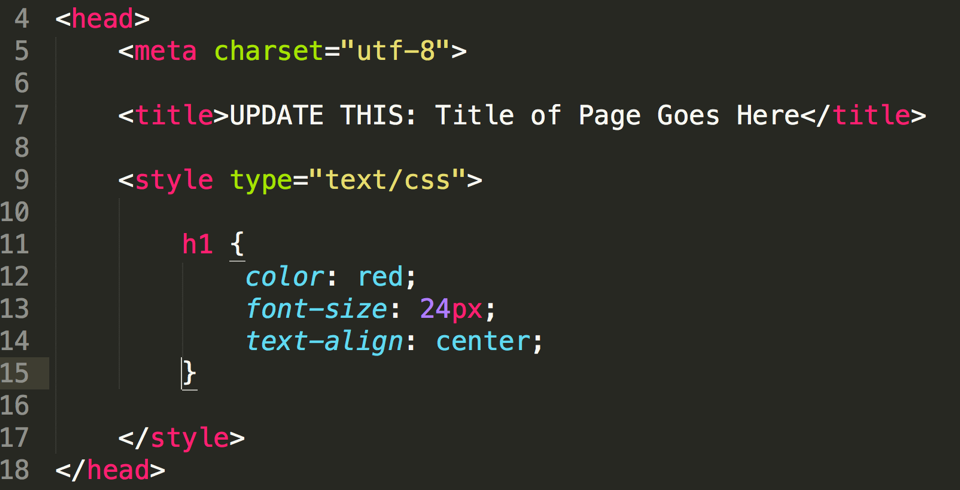 4 <head>
5     <meta charset="utf-8">
6
7     <title>UPDATE THIS: Title of Page Goes Here</title>
8
9     <style type="text/css">
10
11         h1 {
12             color: red;
13             font-size: 24px;
14             text-align: center;
15         }
16
17     </style>
18 </head>